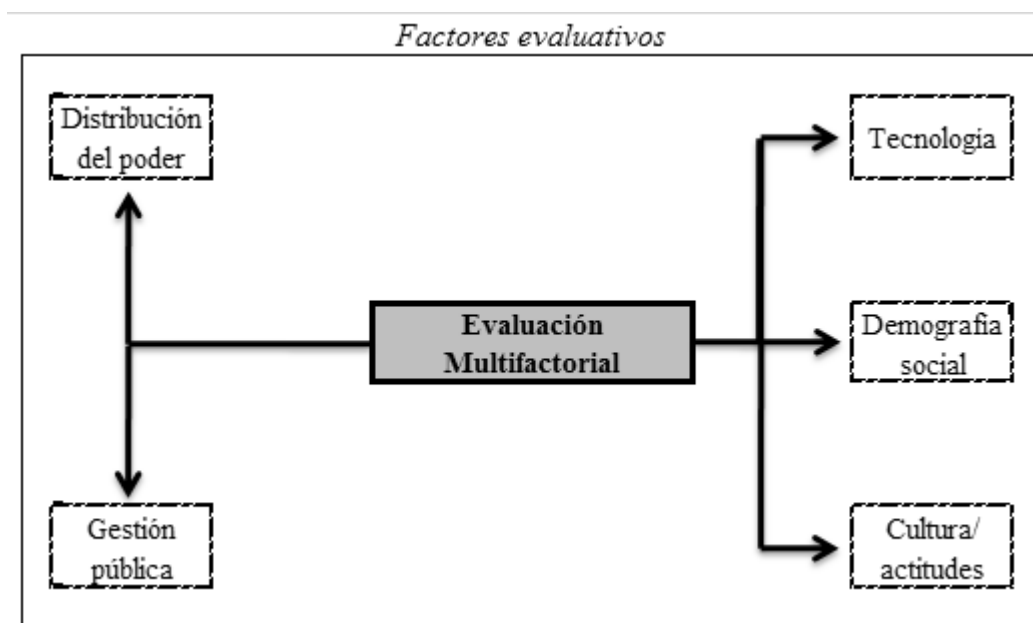 Factores evaluativos
Distribución
del poder
Tecnología
Evaluación
Multifactorial
Demografía
social
Gestión
pública
Cultura/
actitudes